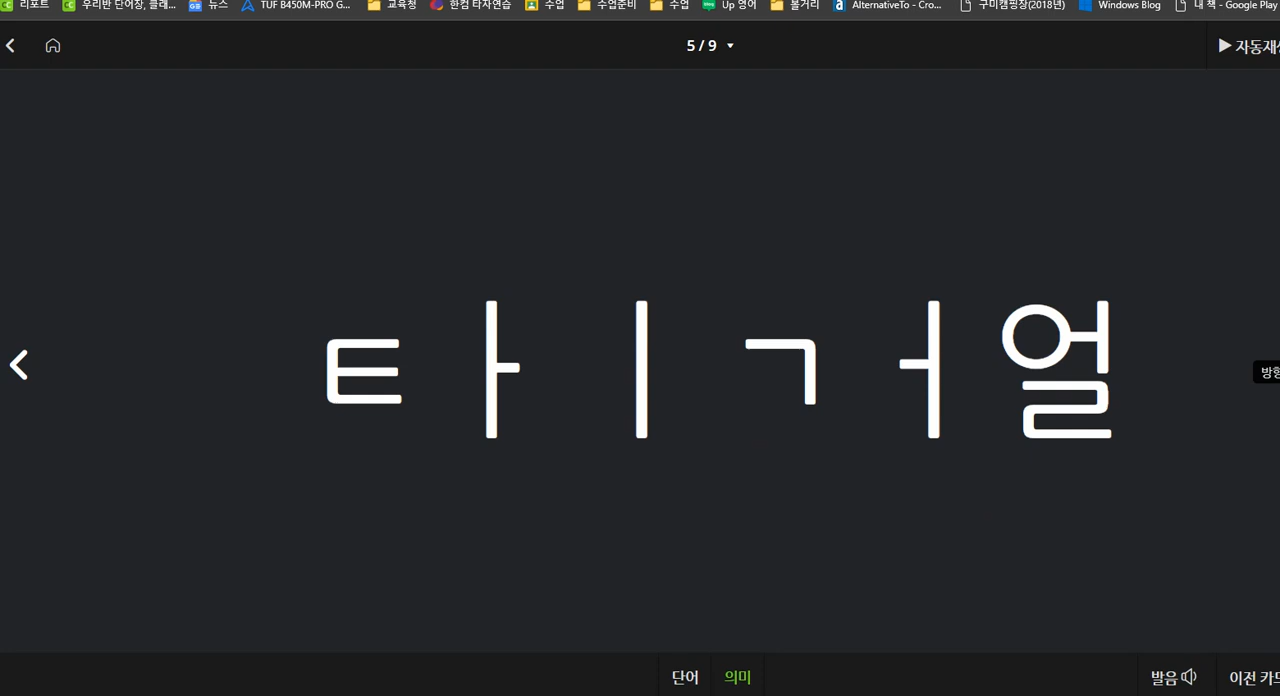 리포트 우리반 단어장, 클래... 뉴스 TUF B450M-PRO G... 교육청 한컴 타자연습 수업 수업준비 수업 Up 영어 볼거리 AlternativeTo - Cro... 구미캠핑장(2018년) Windows Blog 내 책 - Google Play
5 / 9 ▶ 자동재생
ㅌ ㅏ ㅣ ㄱ ㅓ 얼
방향
단어 의미 발음 이전 카드